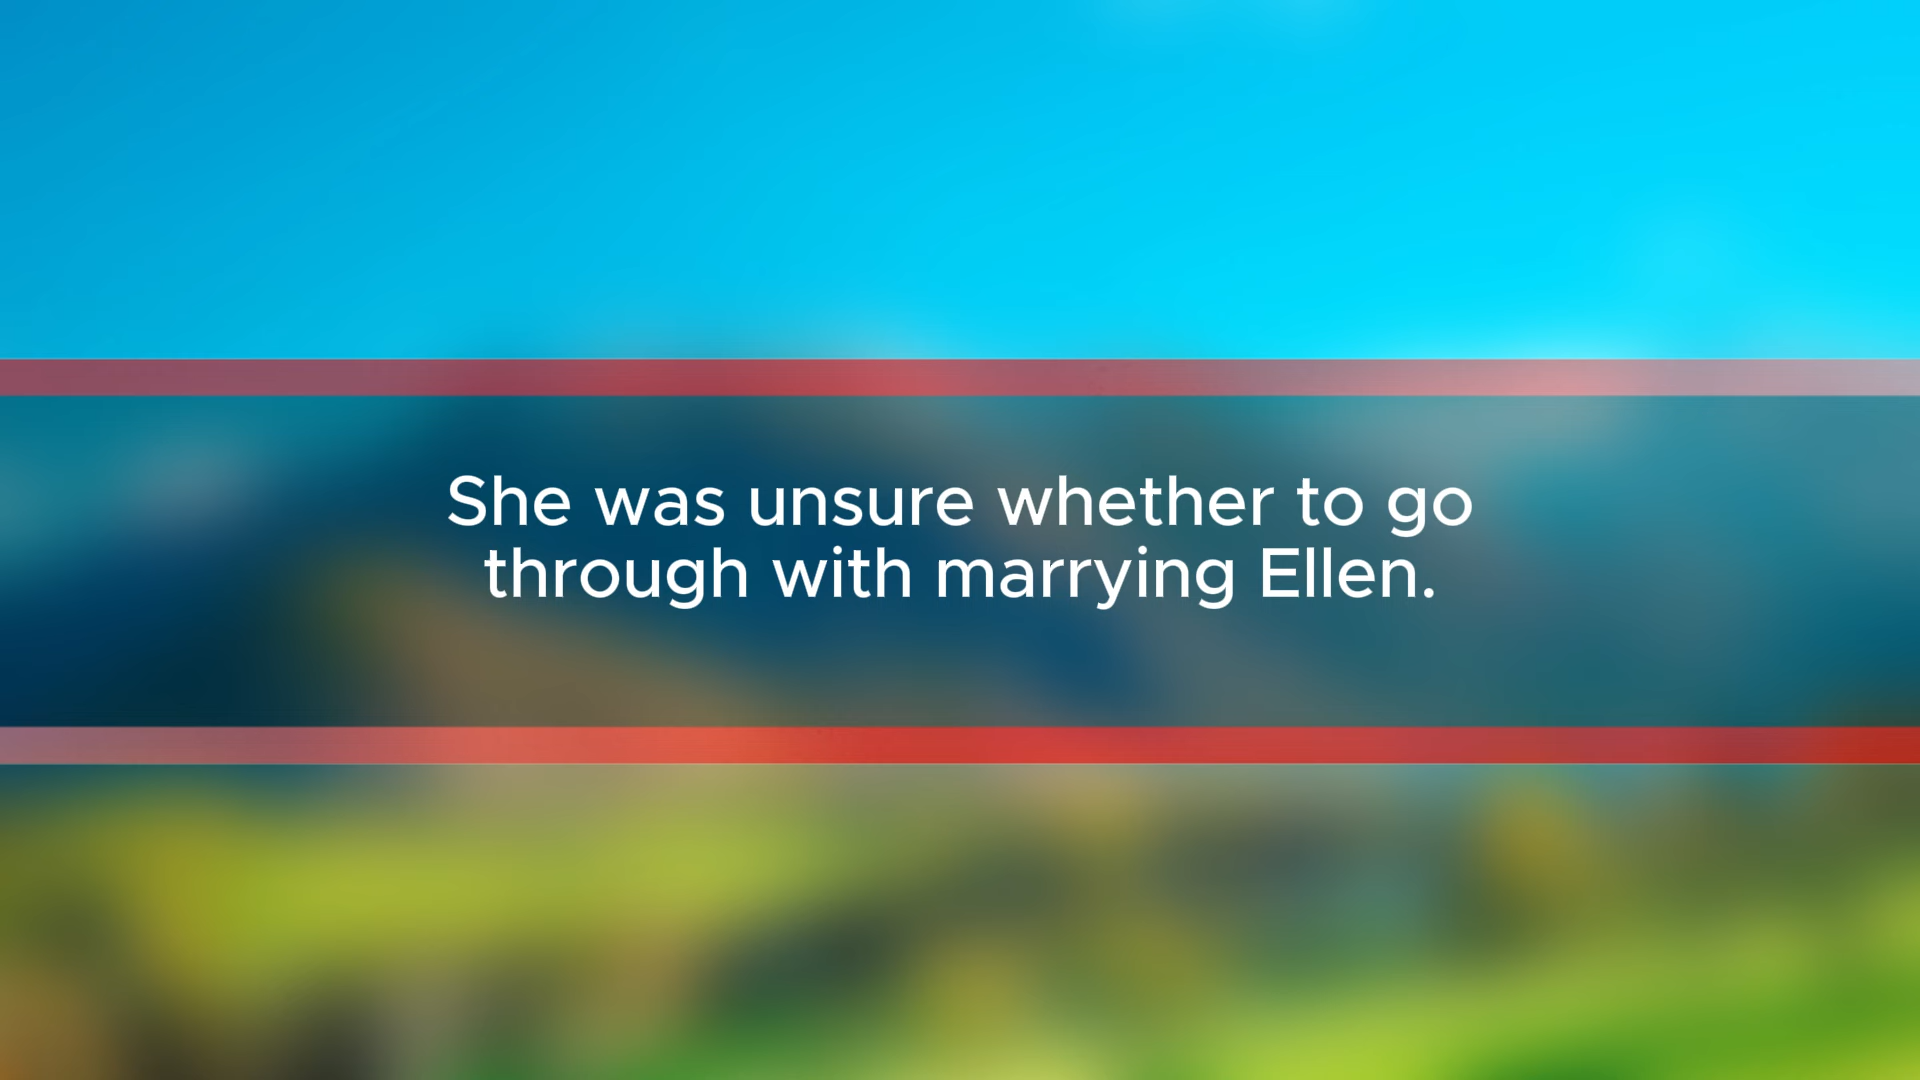 She was unsure whether to go
through with marrying Ellen.